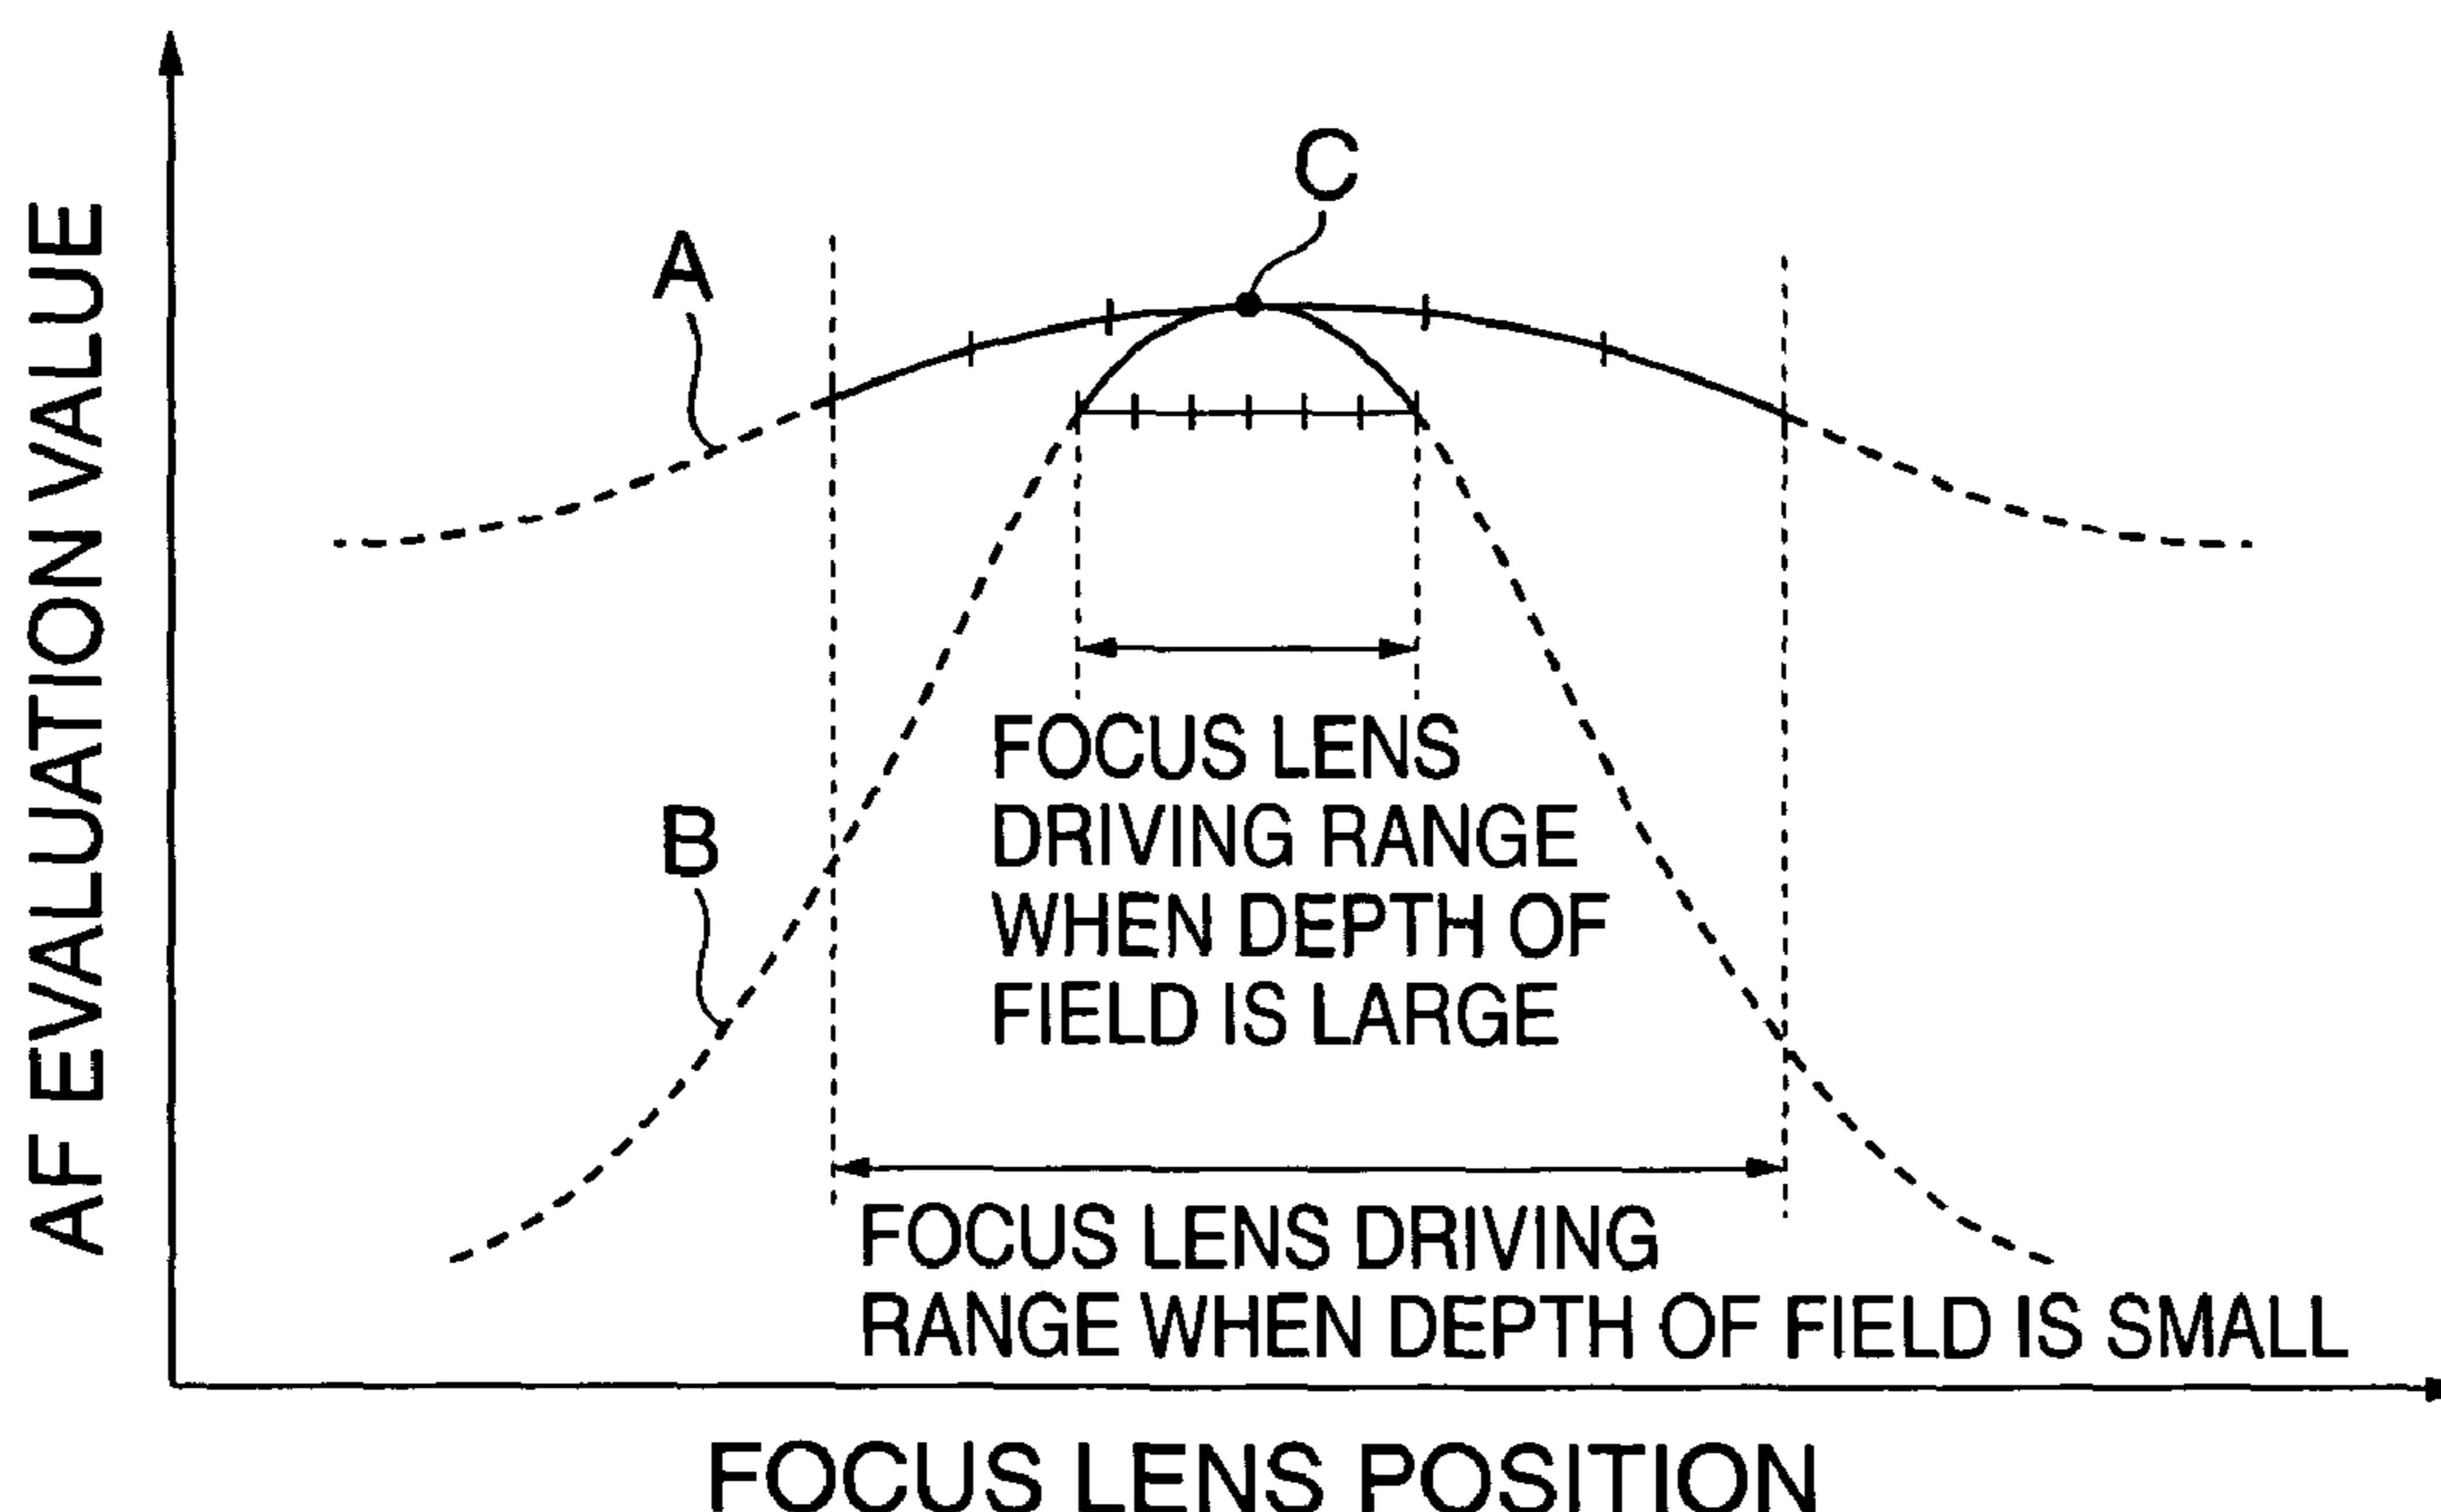 AF EVALUATION VALUE
C
A
B
FOCUS LENS
DRIVING RANGE
WHEN DEPTH OF
FIELD IS LARGE
FOCUS LENS DRIVING
RANGE WHEN DEPTH OF FIELD IS SMALL
FOCUS LENS POSITION